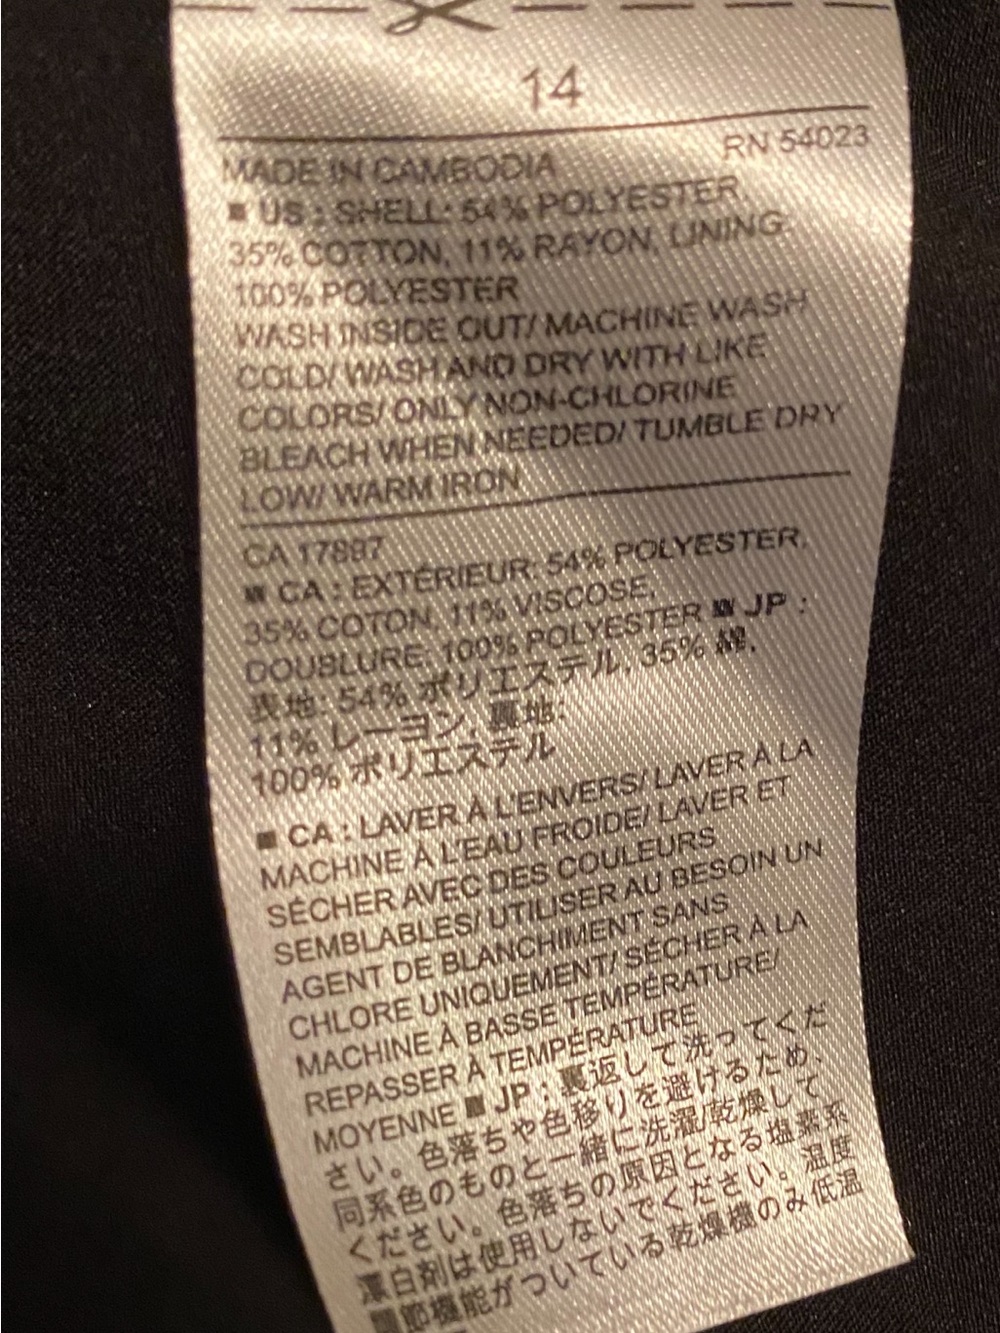 14
RN 54023
MADE IN CAMBODIA
■ US : SHELL: 54% POLYESTER,
35% COTTON, 11% RAYON, LINING:
100% POLYESTER
WASH INSIDE OUT/ MACHINE WASH
COLD/ WASH AND DRY WITH LIKE
COLORS/ ONLY NON-CHLORINE
BLEACH WHEN NEEDED/ TUMBLE DRY
LOW/ WARM IRON
CA 17897
■ CA : EXTÉRIEUR: 54% POLYESTER,
35% COTON, 11% VISCOSE,
DOUBLURE: 100% POLYESTER ■ JP :
表地: 54% ポリエステル, 35% 綿,
11% レーヨン, 裏地:
100% ポリエステル
■ CA : LAVER À L'ENVERS/ LAVER À LA
MACHINE À L'EAU FROIDE/ LAVER ET
SÉCHER AVEC DES COULEURS
SEMBLABLES/ UTILISER AU BESOIN UN
AGENT DE BLANCHIMENT SANS
CHLORE UNIQUEMENT/ SÉCHER À LA
MACHINE À BASSE TEMPÉRATURE/
REPASSER À TEMPÉRATURE
MOYENNE ■ JP : 裏返して洗ってくだ
さい。色落ちや色移りを避けるため、
同系色のものと一緒に洗濯/乾燥して
ください。色落ちの原因となる塩素系
漂白剤は使用しないでください。温度
節機能がついている乾燥機のみ低温